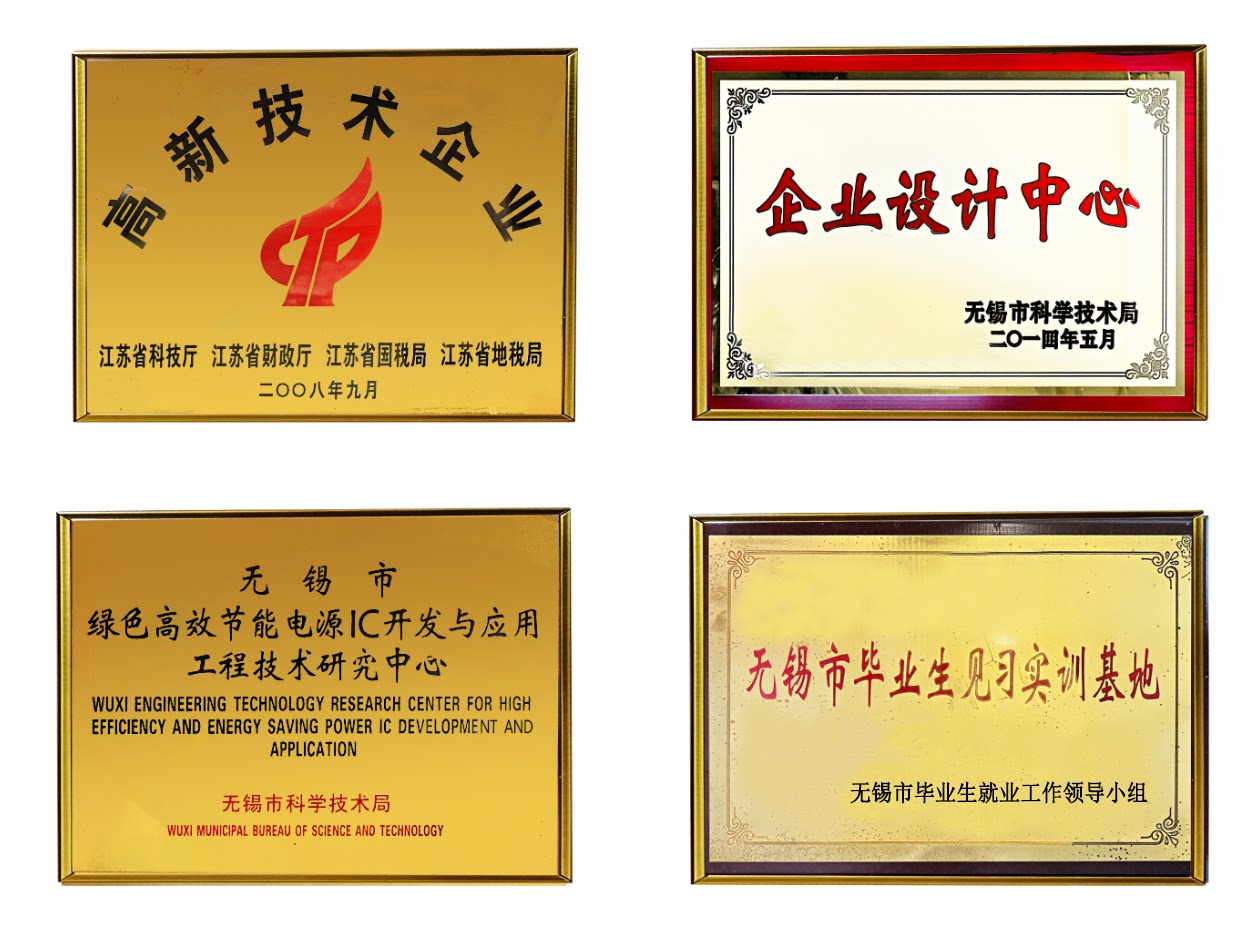 高新技术企业
江苏省科技厅 江苏省财政厅 江苏省国税局 江苏省地税局
二〇〇八年九月
企业设计中心
无锡市科学技术局
二〇一四年五月
无锡市
绿色高效节能电源IC开发与应用
工程技术研究中心
WUXI ENGINEERING TECHNOLOGY RESEARCH CENTER FOR HIGH
EFFICIENCY AND ENERGY SAVING POWER IC DEVELOPMENT AND
APPLICATION
无锡市科学技术局
WUXI MUNICIPAL BUREAU OF SCIENCE AND TECHNOLOGY
无锡市毕业生见习实训基地
无锡市毕业生就业工作领导小组